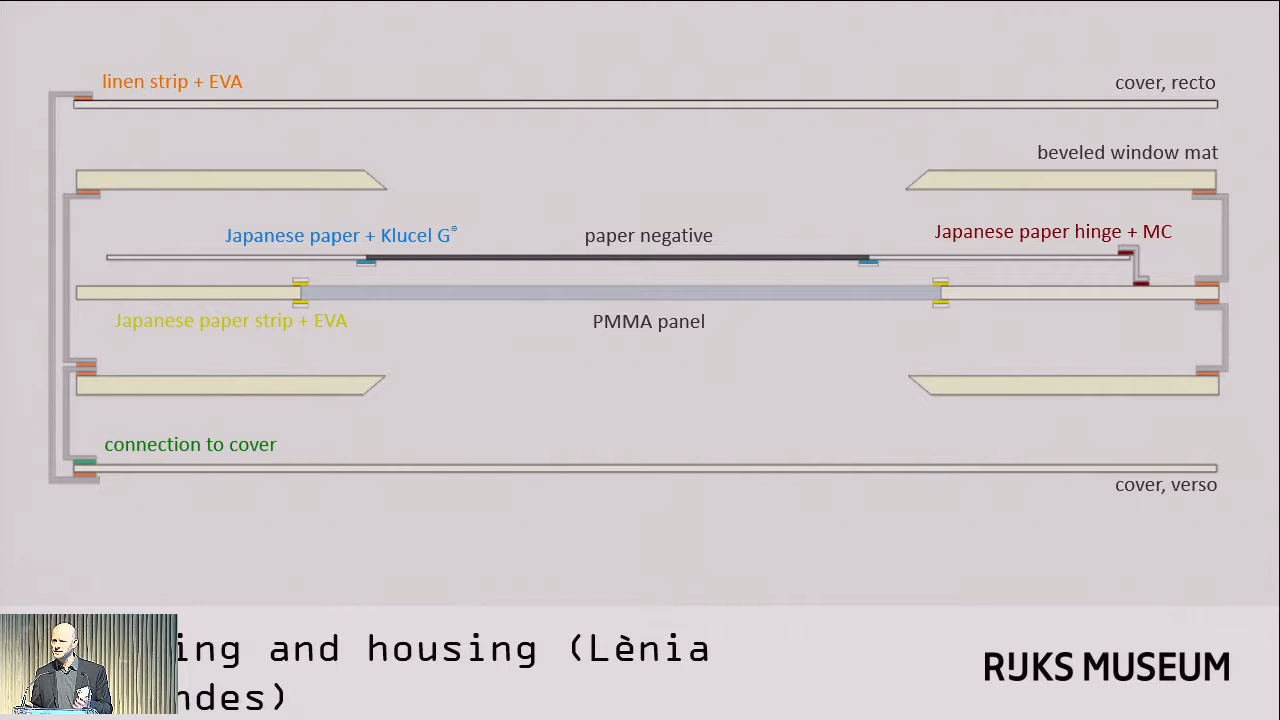 linen strip + EVA
cover, recto
beveled window mat
Japanese paper + Klucel G®
paper negative
Japanese paper hinge + MC
Japanese paper strip + EVA
PMMA panel
connection to cover
cover, verso
ing and housing (Lènia
ndes)
RIJKS MUSEUM